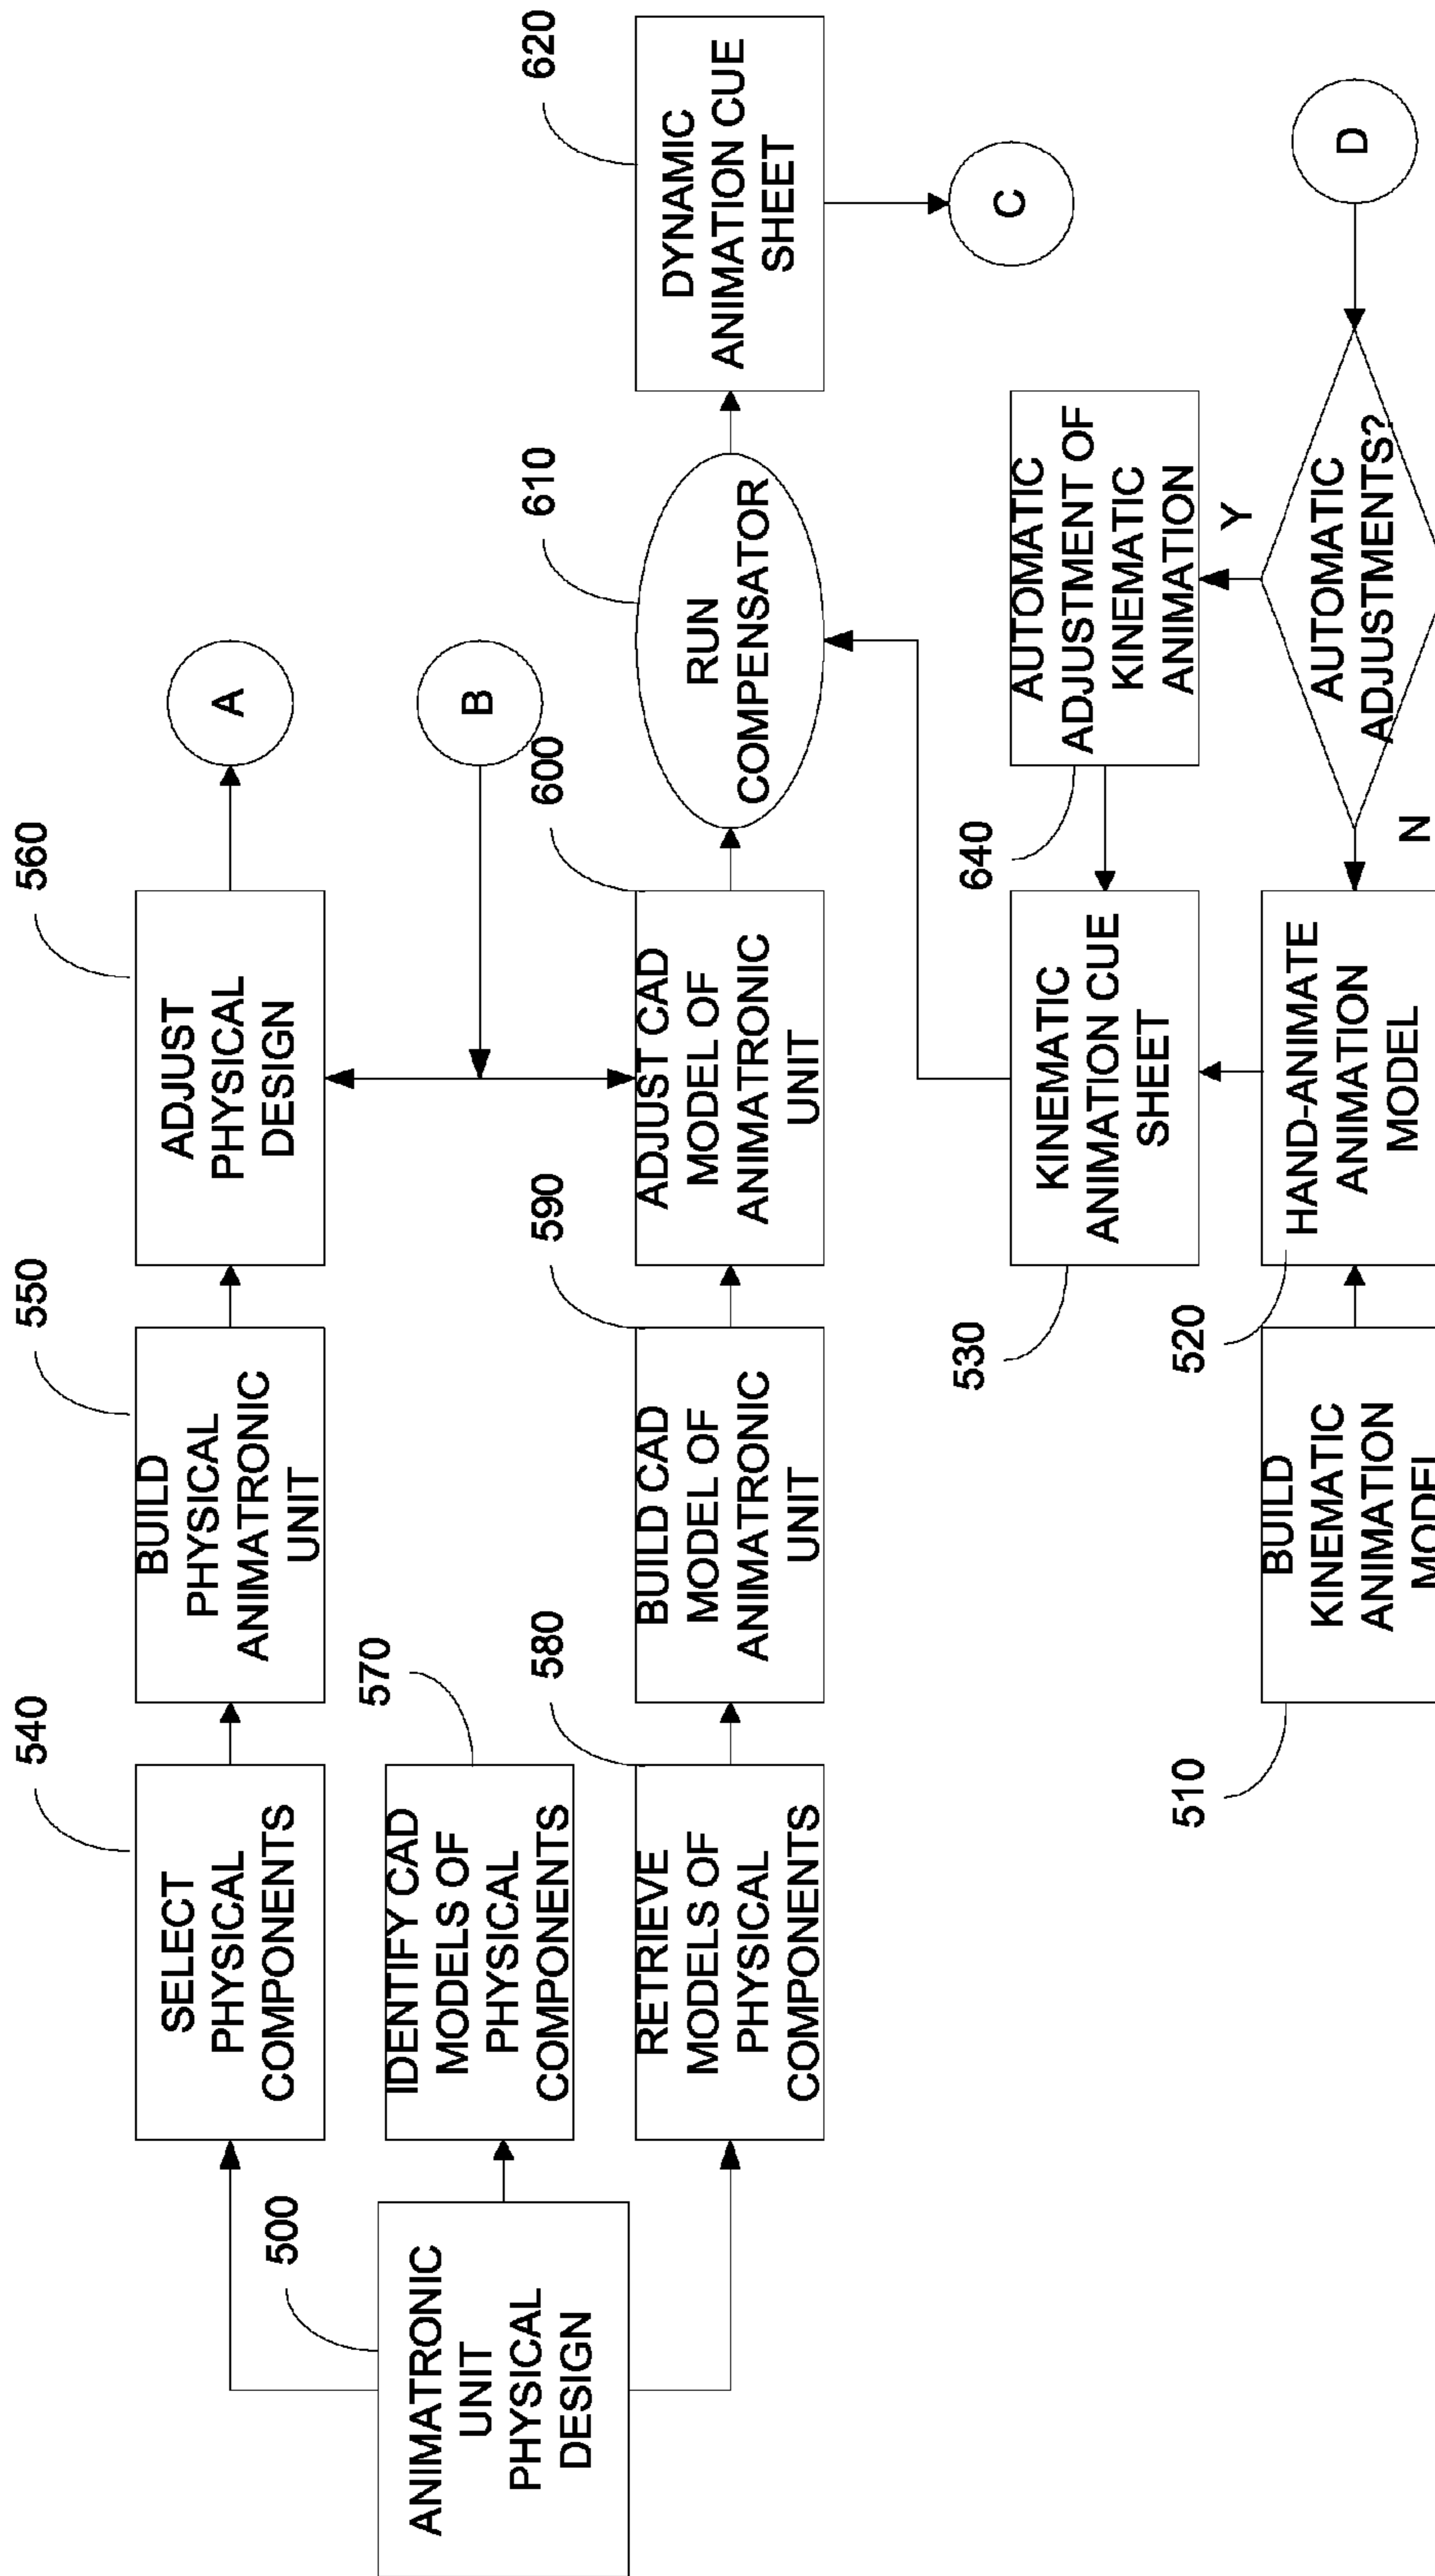 540
SELECT
PHYSICAL
COMPONENTS
550
BUILD
PHYSICAL
ANIMATRONIC
UNIT
560
ADJUST
PHYSICAL
DESIGN
A
500
ANIMATRONIC
UNIT
PHYSICAL
DESIGN
570
IDENTIFY CAD
MODELS OF
PHYSICAL
COMPONENTS
B
580
RETRIEVE
MODELS OF
PHYSICAL
COMPONENTS
590
BUILD CAD
MODEL OF
ANIMATRONIC
UNIT
600
ADJUST CAD
MODEL OF
ANIMATRONIC
UNIT
610
RUN
COMPENSATOR
620
DYNAMIC
ANIMATION CUE
SHEET
C
530
KINEMATIC
ANIMATION CUE
SHEET
640
AUTOMATIC
ADJUSTMENT OF
KINEMATIC
ANIMATION
510
BUILD
KINEMATIC
ANIMATION
MODEL
520
HAND-ANIMATE
ANIMATION
MODEL
N
Y
AUTOMATIC
ADJUSTMENTS?
D